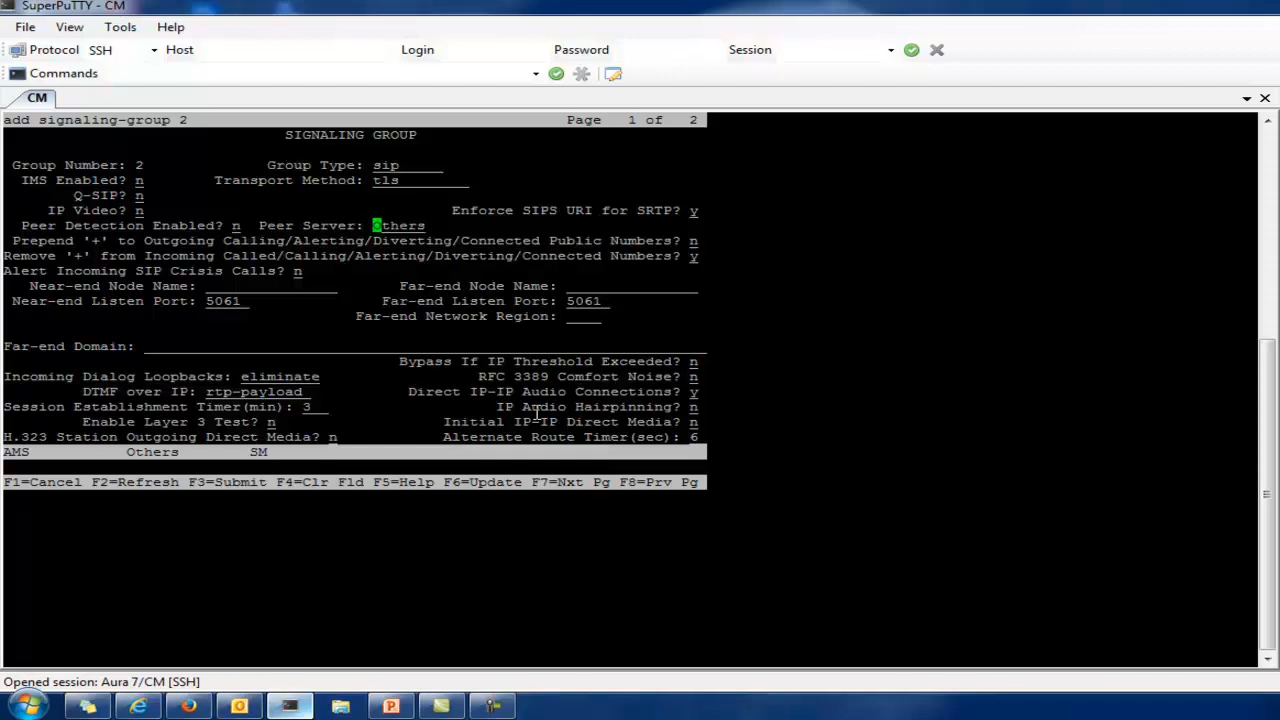 SuperPuTTY - CM
File View Tools Help
Protocol SSH Host Login Password Session
Commands
CM
add signaling-group 2 Page 1 of 2
SIGNALING GROUP
Group Number: 2 Group Type: sip
IMS Enabled? n Transport Method: tls
Q-SIP? n
IP Video? n Enforce SIPS URI for SRTP? y
Peer Detection Enabled? n Peer Server: Others
Prepend '+' to Outgoing Calling/Alerting/Diverting/Connected Public Numbers? n
Remove '+' from Incoming Called/Calling/Alerting/Diverting/Connected Numbers? y
Alert Incoming SIP Crisis Calls? n
Near-end Node Name: Far-end Node Name:
Near-end Listen Port: 5061 Far-end Listen Port: 5061
Far-end Network Region:
Far-end Domain:
Bypass If IP Threshold Exceeded? n
Incoming Dialog Loopbacks: eliminate RFC 3389 Comfort Noise? n
DTMF over IP: rtp-payload Direct IP-IP Audio Connections? y
Session Establishment Timer(min): 3 IP Audio Hairpinning? n
Enable Layer 3 Test? n Initial IP-IP Direct Media? n
H.323 Station Outgoing Direct Media? n Alternate Route Timer(sec): 6
AMS Others SM
F1=Cancel F2=Refresh F3=Submit F4=Clr Fld F5=Help F6=Update F7=Nxt Pg F8=Prv Pg
Opened session: Aura 7/CM [SSH]